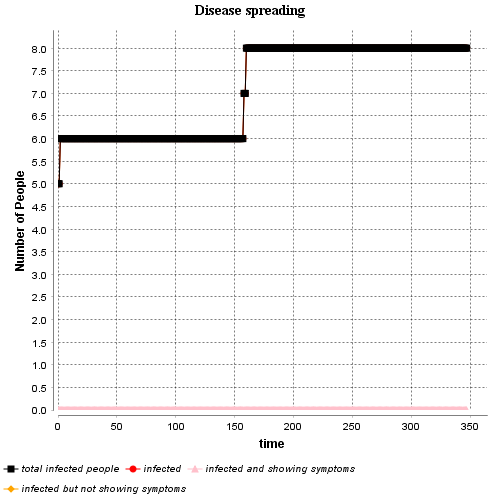 Disease spreading
8.0
7.5
7.0
6.5
6.0
5.5
5.0
4.5
4.0
3.5
3.0
2.5
2.0
1.5
1.0
0.5
0.0
Number of People
0 50 100 150 200 250 300 350
time
total infected people infected infected and showing symptoms
infected but not showing symptoms